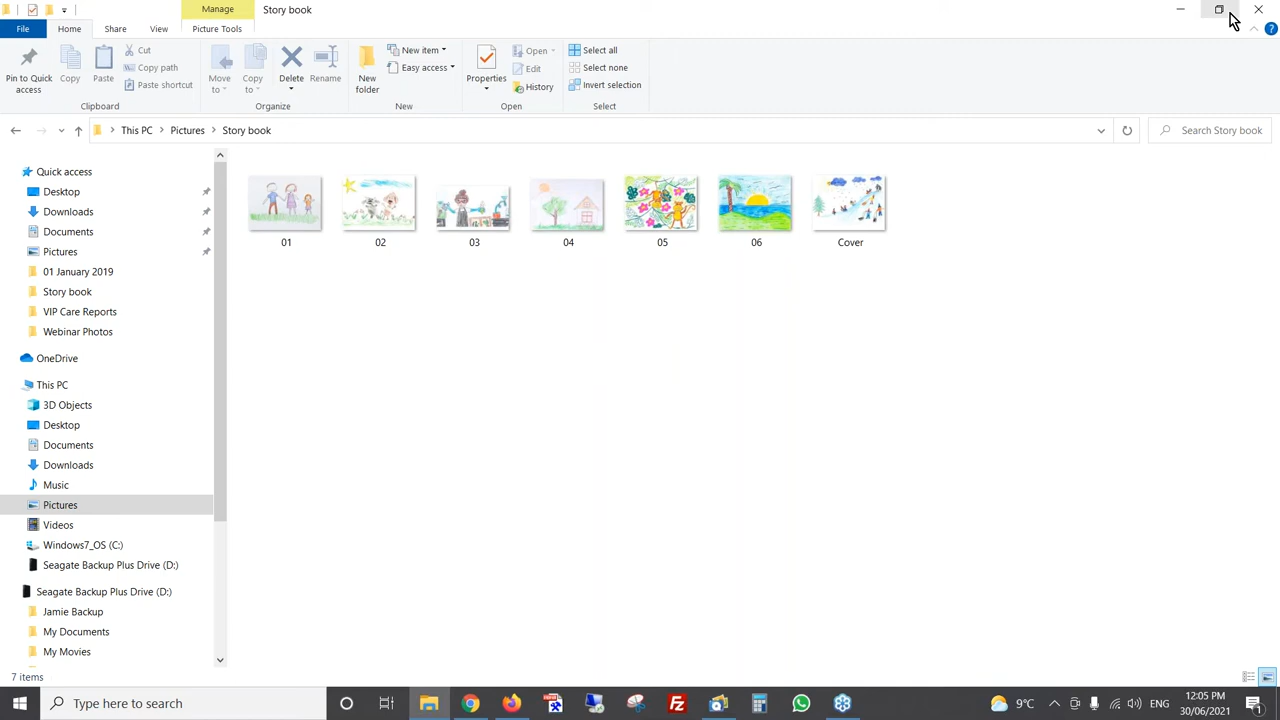 Manage
Story book
File
Home
Share
View
Picture Tools
Pin to Quick access
Copy
Paste
Cut
Copy path
Paste shortcut
Clipboard
Move to
Copy to
Delete
Rename
Organize
New folder
New item
Easy access
New
Properties
Open
Edit
History
Open
Select all
Select none
Invert selection
Select
This PC
Pictures
Story book
Search Story book
Quick access
Desktop
Downloads
Documents
Pictures
01 January 2019
Story book
VIP Care Reports
Webinar Photos
OneDrive
This PC
3D Objects
Desktop
Documents
Downloads
Music
Pictures
Videos
Windows7_OS (C:)
Seagate Backup Plus Drive (D:)
Seagate Backup Plus Drive (D:)
Jamie Backup
My Documents
My Movies
01
02
03
04
05
06
Cover
7 items
Type here to search
9°C
ENG
12:05 PM
30/06/2021